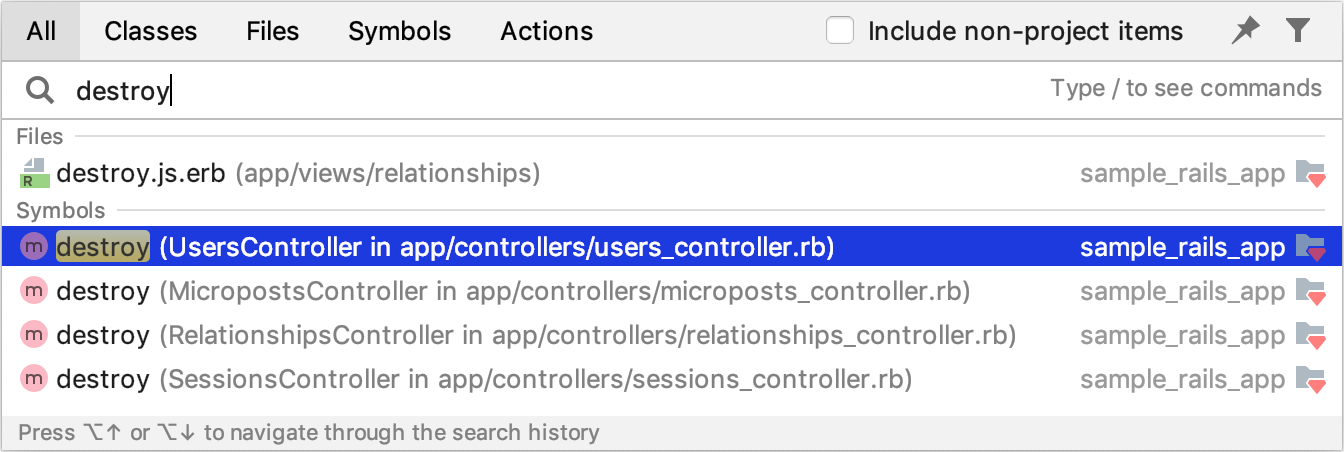 All Classes Files Symbols Actions Include non-project items
destroy Type / to see commands
Files
R destroy.js.erb (app/views/relationships) sample_rails_app
Symbols
m destroy (UsersController in app/controllers/users_controller.rb) sample_rails_app
m destroy (MicropostsController in app/controllers/microposts_controller.rb) sample_rails_app
m destroy (RelationshipsController in app/controllers/relationships_controller.rb) sample_rails_app
m destroy (SessionsController in app/controllers/sessions_controller.rb) sample_rails_app
Press ⌥↑ or ⌥↓ to navigate through the search history